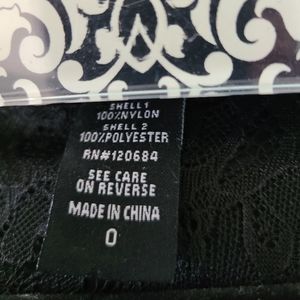 SHELL 1
100%NYLON
SHELL 2
100%POLYESTER
RN#120684
SEE CARE
ON REVERSE
MADE IN CHINA
0